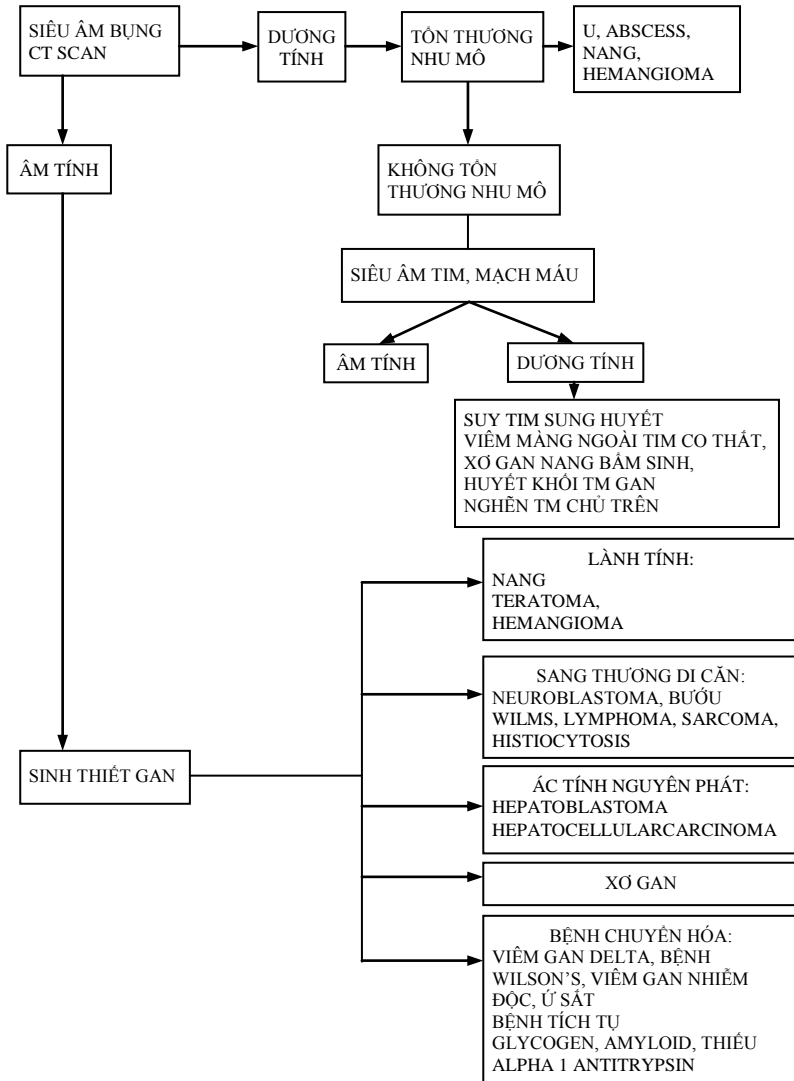 SIÊU ÂM BỤNG
CT SCAN
DƯƠNG
TÍNH
TỔN THƯƠNG
NHU MÔ
U, ABSCESS,
NANG,
HEMANGIOMA
ÂM TÍNH
KHÔNG TỔN
THƯƠNG NHU MÔ
SIÊU ÂM TIM, MẠCH MÁU
ÂM TÍNH
DƯƠNG TÍNH
SUY TIM SUNG HUYẾT
VIÊM MÀNG NGOÀI TIM CO THẮT,
XƠ GAN NANG BẨM SINH,
HUYẾT KHỐI TM GAN
NGHẼN TM CHỦ TRÊN
LÀNH TÍNH:
NANG
TERATOMA,
HEMANGIOMA
SANG THƯƠNG DI CĂN:
NEUROBLASTOMA, BƯỚU
WILMS, LYMPHOMA, SARCOMA,
HISTIOCYTOSIS
SINH THIẾT GAN
ÁC TÍNH NGUYÊN PHÁT:
HEPATOBLASTOMA
HEPATOCELLULARCARCINOMA
XƠ GAN
BỆNH CHUYỂN HÓA:
VIÊM GAN DELTA, BỆNH
WILSON'S, VIÊM GAN NHIỄM
ĐỘC, Ứ SẮT
BỆNH TÍCH TỤ
GLYCOGEN, AMYLOID, THIẾU
ALPHA 1 ANTITRYPSIN